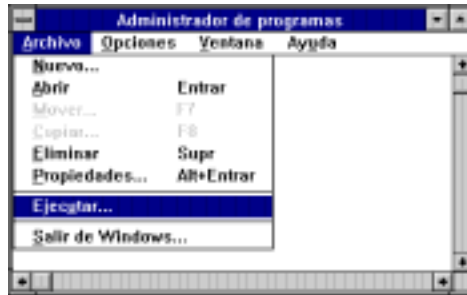 Administrador de programas
Archivo Opciones Ventana Ayuda
Nuevo...
Abrir Entrar
Mover... F7
Copiar... F8
Eliminar Supr
Propiedades... Alt+Entrar
Ejecutar...
Salir de Windows...